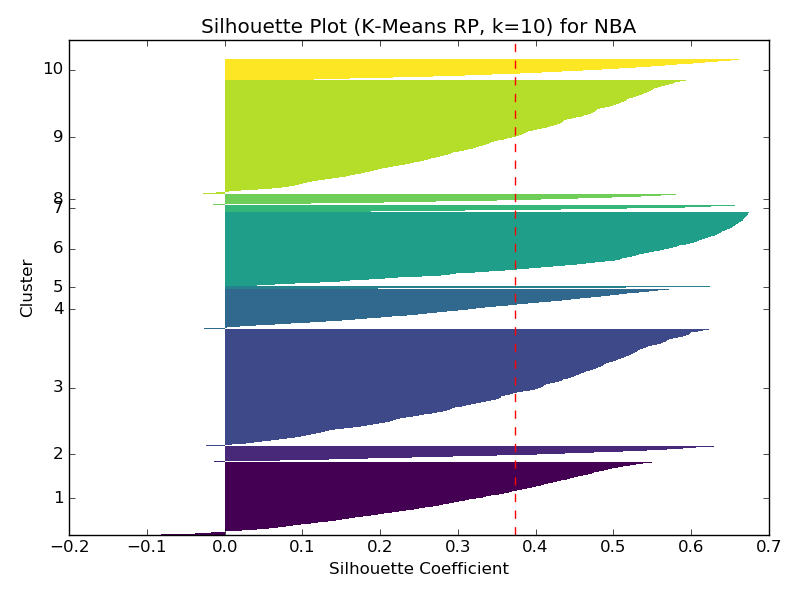 Silhouette Plot (K-Means RP, k=10) for NBA
10
9
8
7
6
5
4
3
2
1
Cluster
−0.2 −0.1 0.0 0.1 0.2 0.3 0.4 0.5 0.6 0.7
Silhouette Coefficient